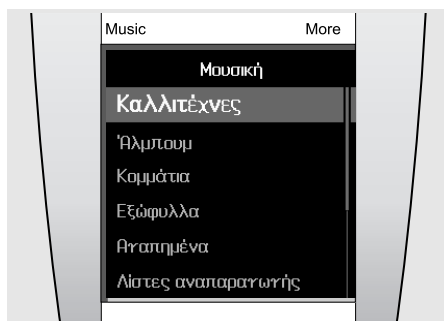 Music More
Μουσική
Καλλιτέχνες
Άλμπουμ
Κομμάτια
Εξώφυλλα
Αγαπημένα
Λίστες αναπαραγωγής